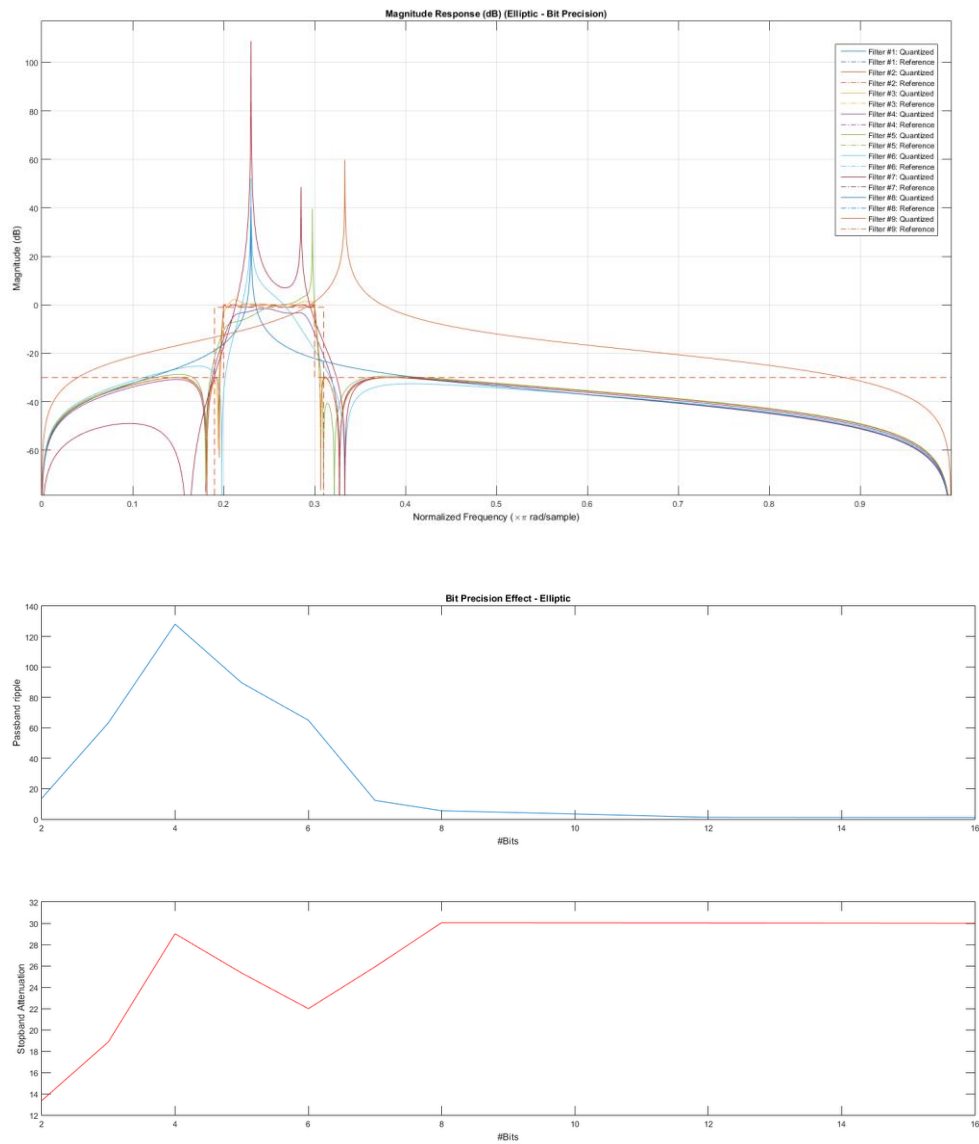 Magnitude Response (dB) (Elliptic - Bit Precision)
Magnitude (dB)
100
80
60
40
20
0
-20
-40
-60
Filter #1: Quantized
Filter #1: Reference
Filter #2: Quantized
Filter #2: Reference
Filter #3: Quantized
Filter #3: Reference
Filter #4: Quantized
Filter #4: Reference
Filter #5: Quantized
Filter #5: Reference
Filter #6: Quantized
Filter #6: Reference
Filter #7: Quantized
Filter #7: Reference
Filter #8: Quantized
Filter #8: Reference
Filter #9: Quantized
Filter #9: Reference
0 0.1 0.2 0.3 0.4 0.5 0.6 0.7 0.8 0.9
Normalized Frequency (×π rad/sample)
Bit Precision Effect - Elliptic
Passband ripple
140
120
100
80
60
40
20
0
2 4 6 8 10 12 14 16
#Bits
Stopband Attenuation
32
30
28
26
24
22
20
18
16
14
12
2 4 6 8 10 12 14 16
#Bits